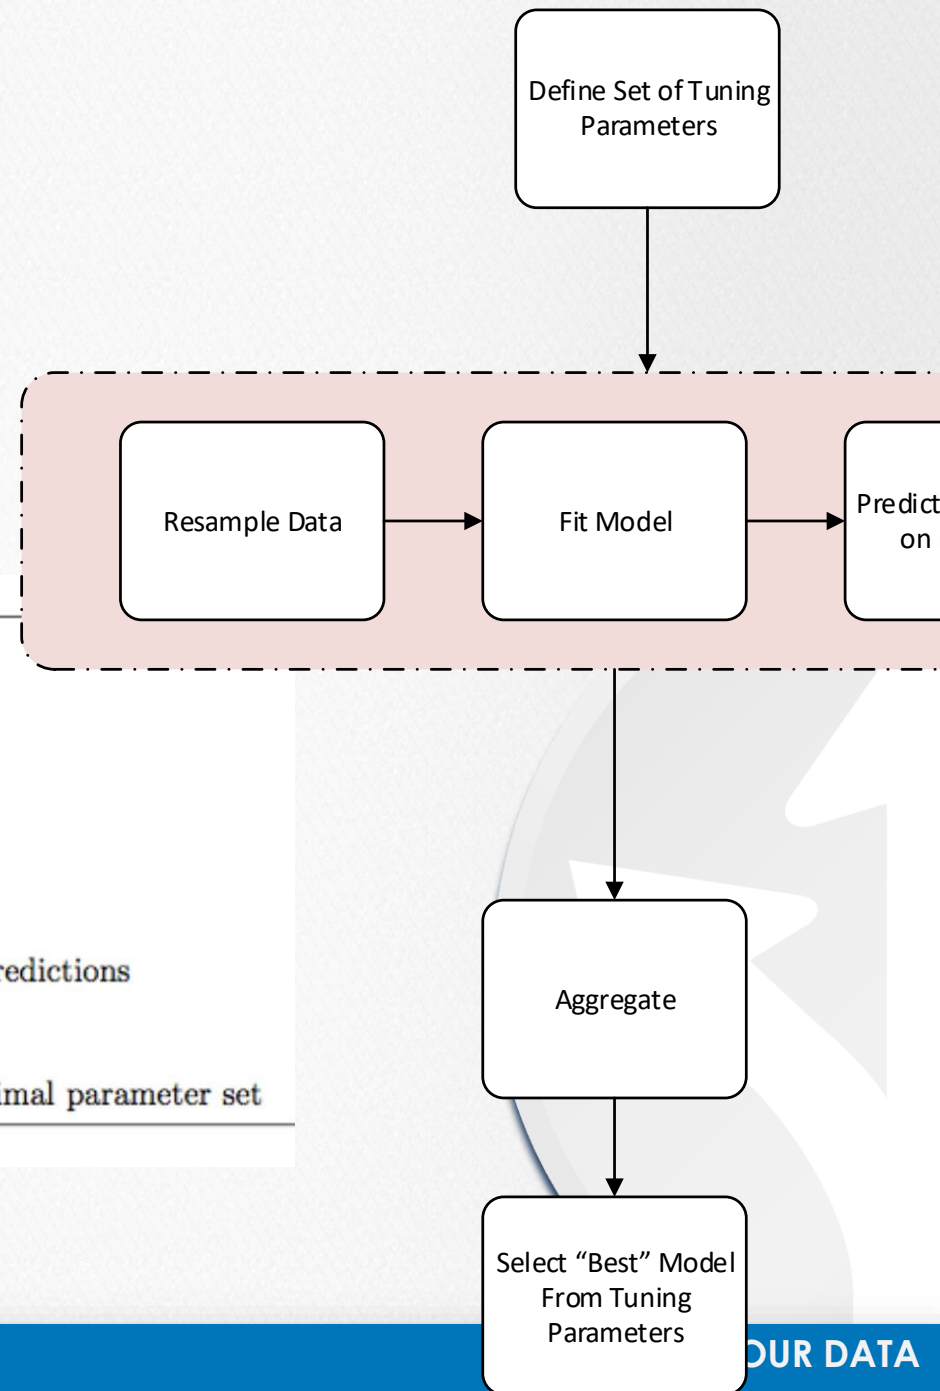 Define Set of Tuning
Parameters
Resample Data
Fit Model
Predict
on
redictions
Aggregate
imal parameter set
Select “Best” Model
From Tuning
Parameters
OUR DATA